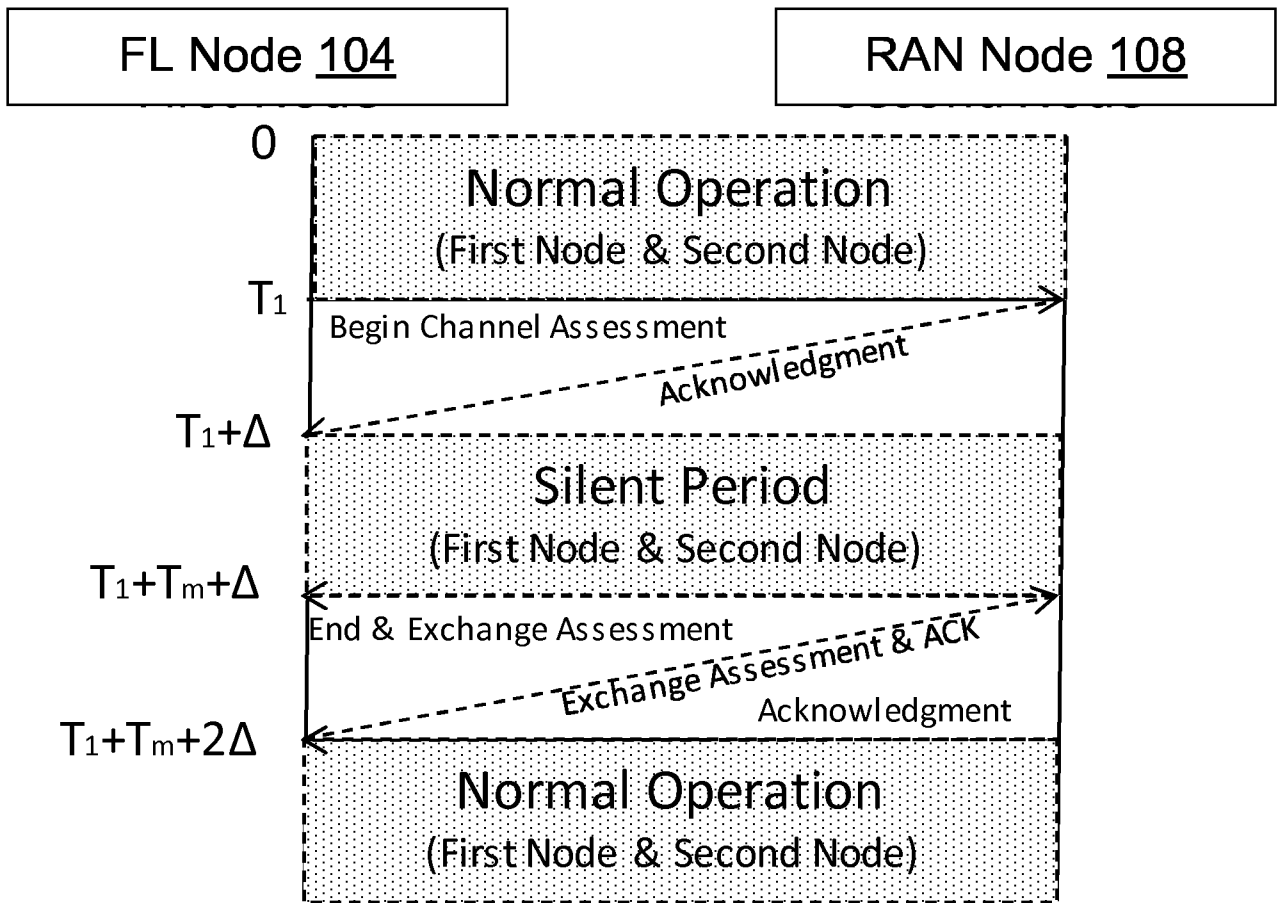 FL Node 104
RAN Node 108
0
Normal Operation
(First Node & Second Node)
T1
Begin Channel Assessment
Acknowledgment
T1+Δ
Silent Period
(First Node & Second Node)
T1+Tm+Δ
End & Exchange Assessment
Exchange Assessment & ACK
Acknowledgment
T1+Tm+2Δ
Normal Operation
(First Node & Second Node)